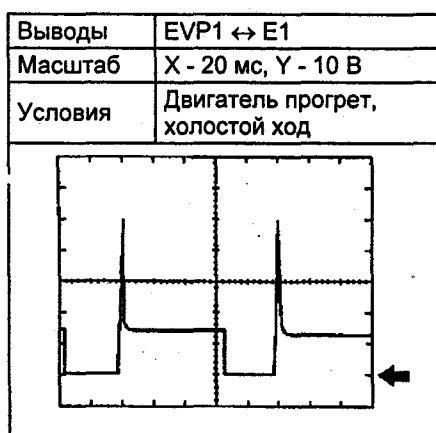 Выводы EVP1 ↔ E1
Масштаб X - 20 мс, Y - 10 В
Условия Двигатель прогрет,
холостой ход